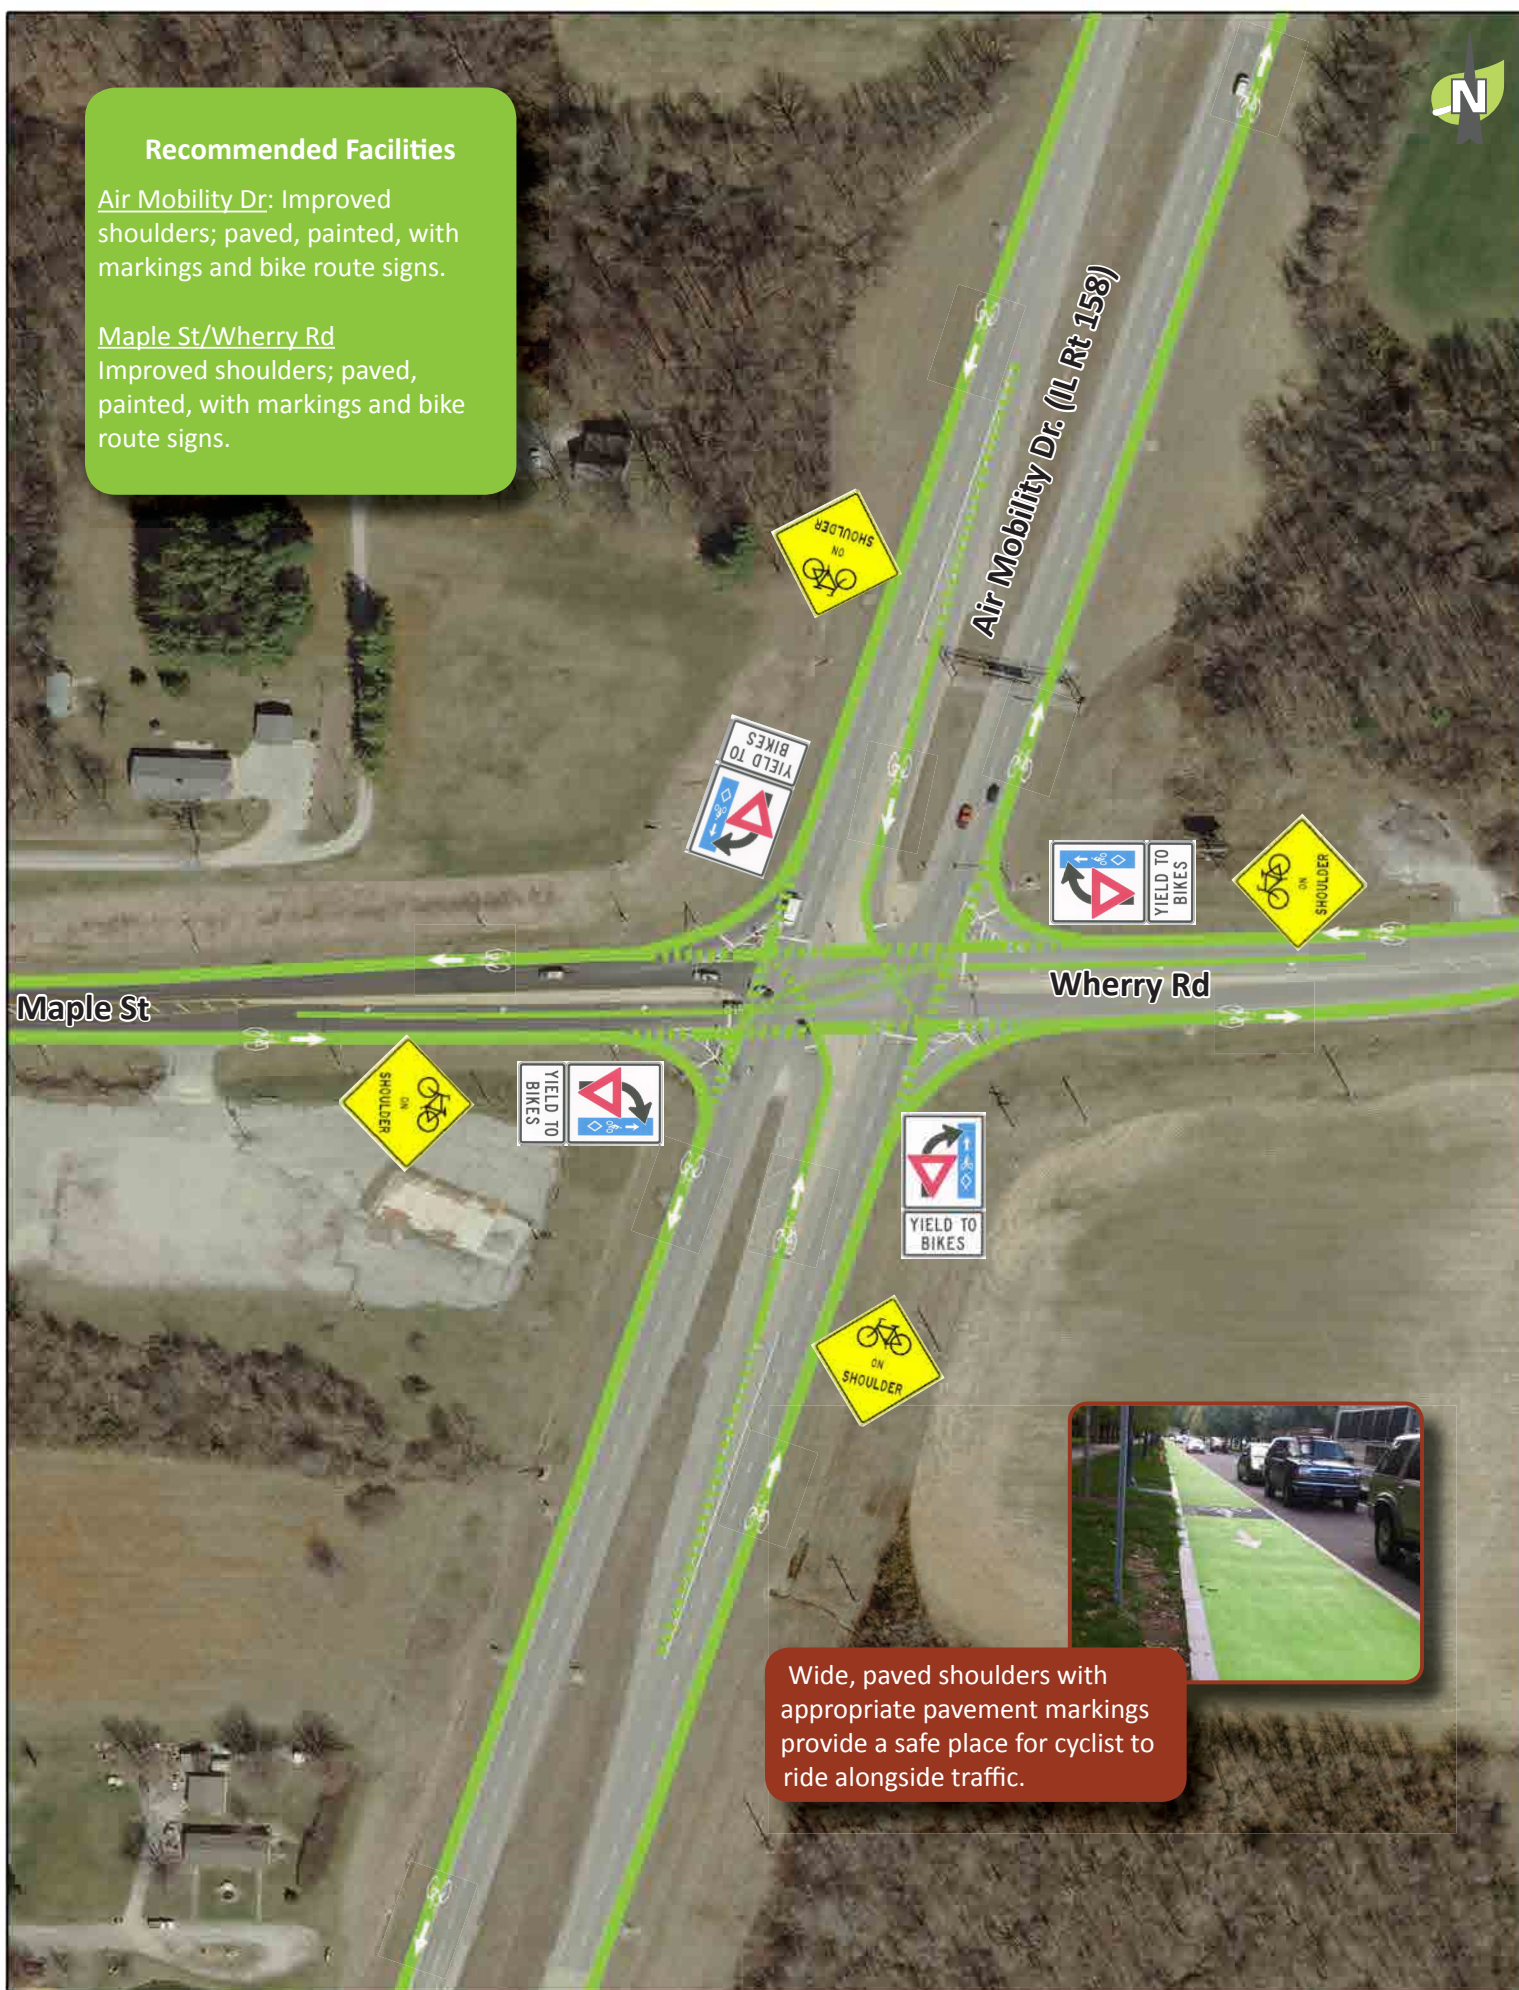 N
Recommended Facilities
Air Mobility Dr: Improved
shoulders; paved, painted, with
markings and bike route signs.
Maple St/Wherry Rd
Improved shoulders; paved,
painted, with markings and bike
route signs.
Air Mobility Dr. (IL Rt 158)
ON
SHOULDER
YIELD TO
BIKES
YIELD TO
BIKES
ON
SHOULDER
Maple St
Wherry Rd
ON
SHOULDER
YIELD TO
BIKES
YIELD TO
BIKES
ON
SHOULDER
Wide, paved shoulders with
appropriate pavement markings
provide a safe place for cyclist to
ride alongside traffic.